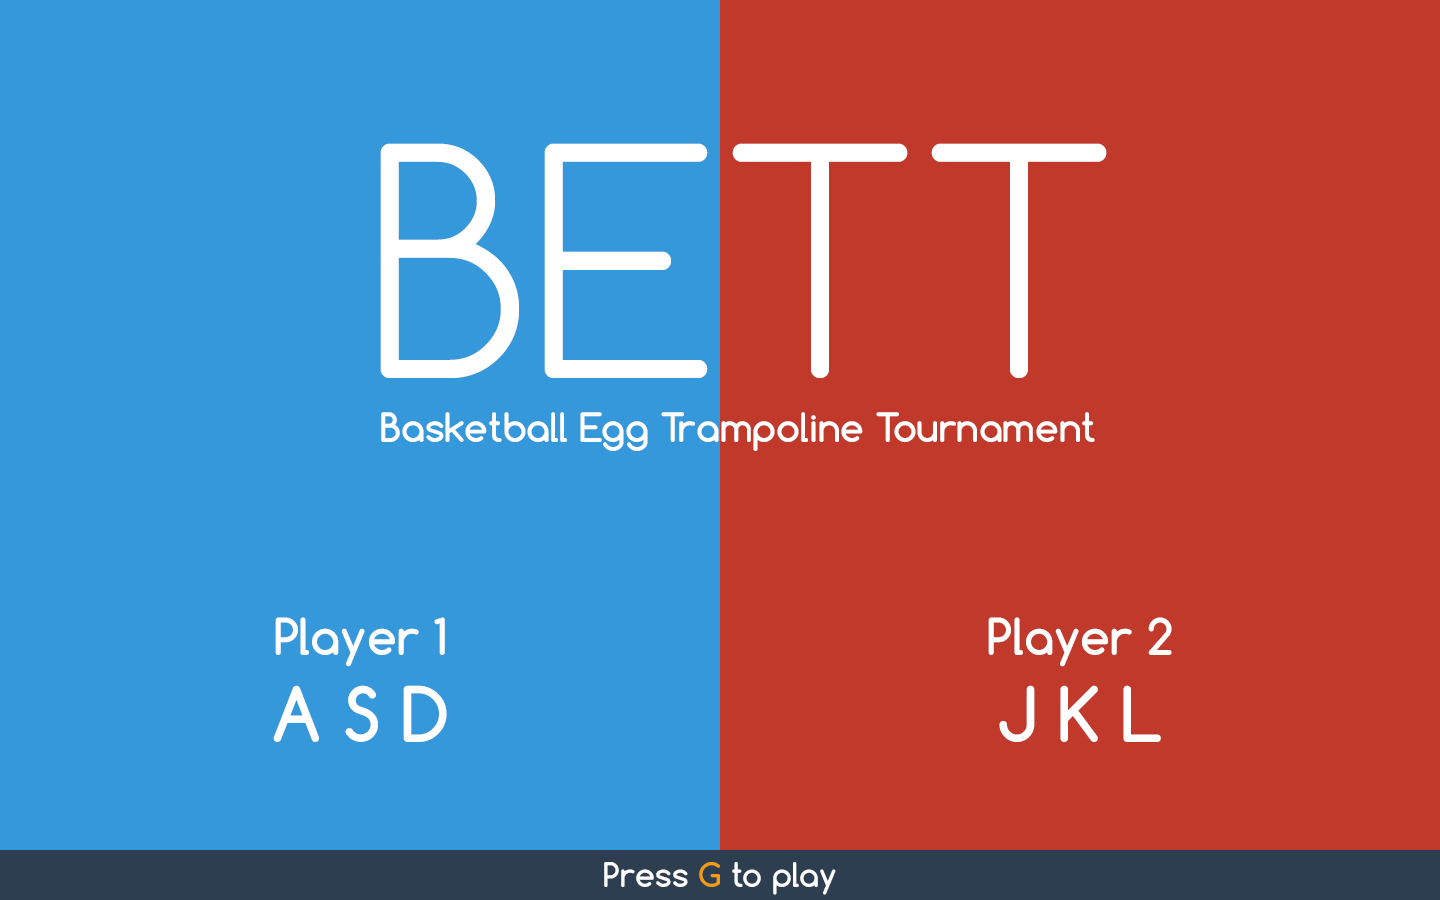 BETT
Basketball Egg Trampoline Tournament
Player 1
A S D
Player 2
J K L
Press G to play